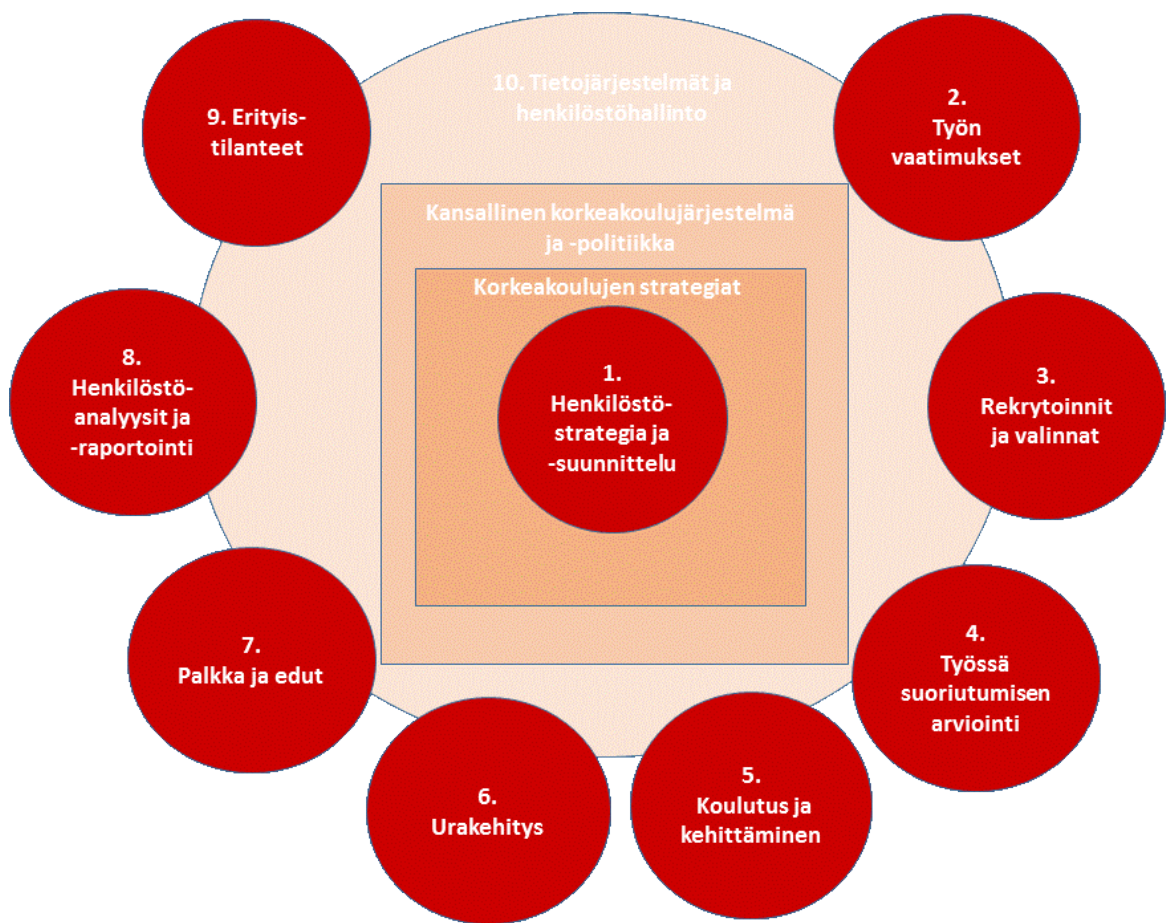 10. Tietojärjestelmät ja
henkilöstöhallinto
9. Erityis-
tilanteet
2.
Työn
vaatimukset
Kansallinen korkeakoulujärjestelmä
ja -politiikka
Korkeakoulujen strategiat
1.
Henkilöstö-
strategia ja
-suunnittelu
8.
Henkilöstö-
analyysit ja
-raportointi
3.
Rekrytoinnit
ja valinnat
7.
Palkka ja edut
4.
Työssä
suoriutumisen
arviointi
6.
Urakehitys
5.
Koulutus ja
kehittäminen